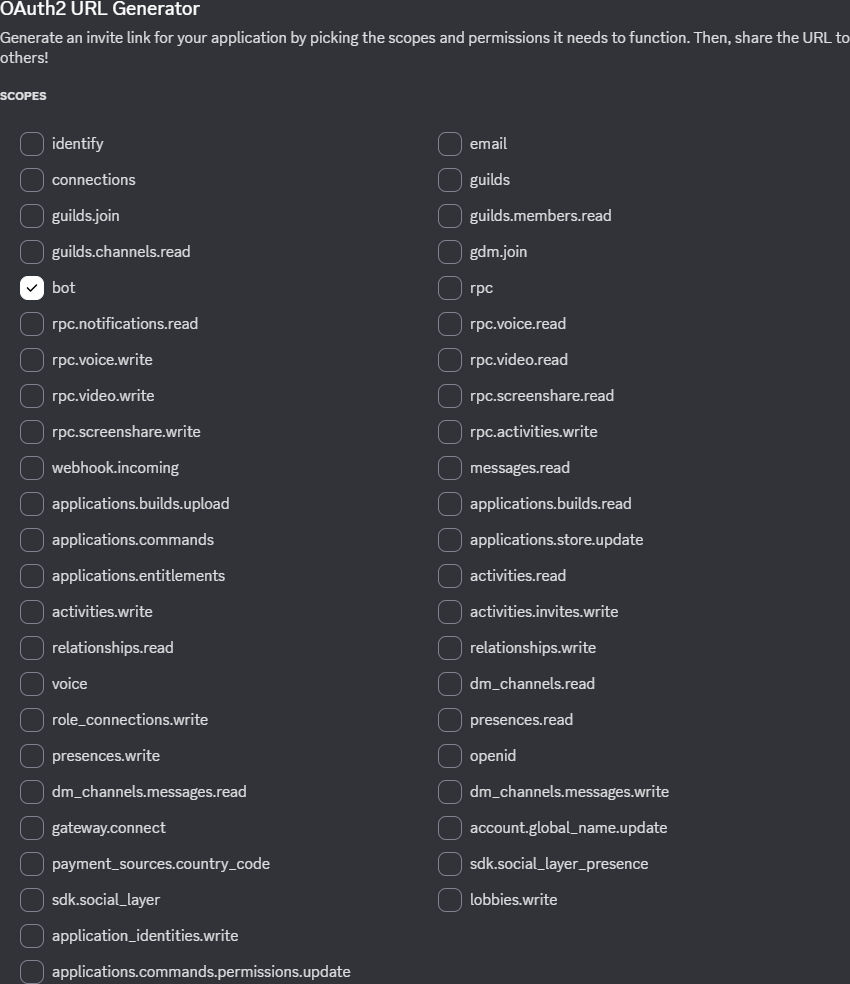 OAuth2 URL Generator
Generate an invite link for your application by picking the scopes and permissions it needs to function. Then, share the URL to
others!
SCOPES
identify
email
connections
guilds
guilds.join
guilds.members.read
guilds.channels.read
gdm.join
bot
rpc
rpc.notifications.read
rpc.voice.read
rpc.voice.write
rpc.video.read
rpc.video.write
rpc.screenshare.read
rpc.screenshare.write
rpc.activities.write
webhook.incoming
messages.read
applications.builds.upload
applications.builds.read
applications.commands
applications.store.update
applications.entitlements
activities.read
activities.write
activities.invites.write
relationships.read
relationships.write
voice
dm_channels.read
role_connections.write
presences.read
presences.write
openid
dm_channels.messages.read
dm_channels.messages.write
gateway.connect
account.global_name.update
payment_sources.country_code
sdk.social_layer_presence
sdk.social_layer
lobbies.write
application_identities.write
applications.commands.permissions.update